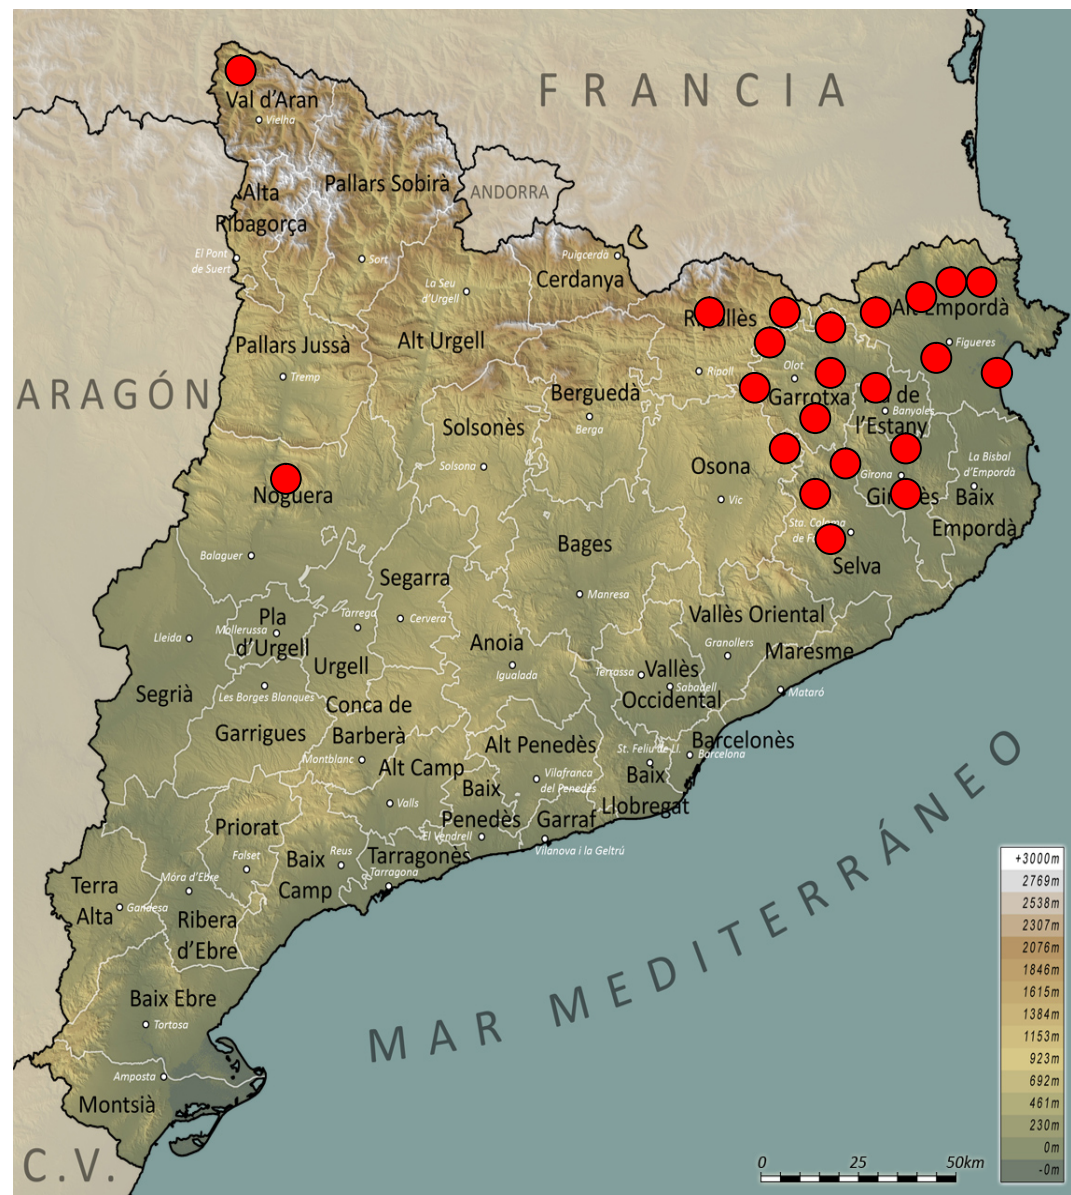 FRANCIA
Val d'Aran
Vielha
Alta
Ribagorça
Pallars Sobirà
ANDORRA
El Pont
de Suert
Sort
La Seu
d'Urgell
Puigcerdà
Cerdanya
Ripollès
Alt Empordà
Figueres
Pallars Jussà
Tremp
Alt Urgell
ARAGÓN
Berguedà
Berga
Ripoll
Olot
Garrotxa
de
l'Estany
Banyoles
Solsonès
Solsona
Osona
Vic
Girona
La Bisbal
d'Empordà
Baix
Empordà
Noguera
Balaguer
Bages
Manresa
Sta. Coloma
Selva
Segarra
Cervera
Tàrrega
Pla
d'Urgell
Mollerussa
Lleida
Urgell
Anoia
Igualada
Vallès Oriental
Granollers
Maresme
Mataró
Terrassa
Vallès
Occidental
Sabadell
Segrià
Les Borges Blanques
Garrigues
Conca de
Barberà
Montblanc
Alt Camp
Valls
Alt Penedès
Vilafranca
del Penedès
St. Feliu de Ll.
Barcelonès
Barcelona
Baix
Llobregat
Baix
Penedès
El Vendrell
Garraf
Vilanova i la Geltrú
Priorat
Falset
Baix
Camp
Reus
Tarragonès
Tarragona
Terra
Alta
Gandesa
Móra d'Ebre
Ribera
d'Ebre
Baix Ebre
Tortosa
Amposta
Montsià
C.V.
MAR MEDITERRÁNEO
+3000m
2769m
2538m
2307m
2076m
1846m
1615m
1384m
1153m
923m
692m
461m
230m
0m
-0m
0 25 50km